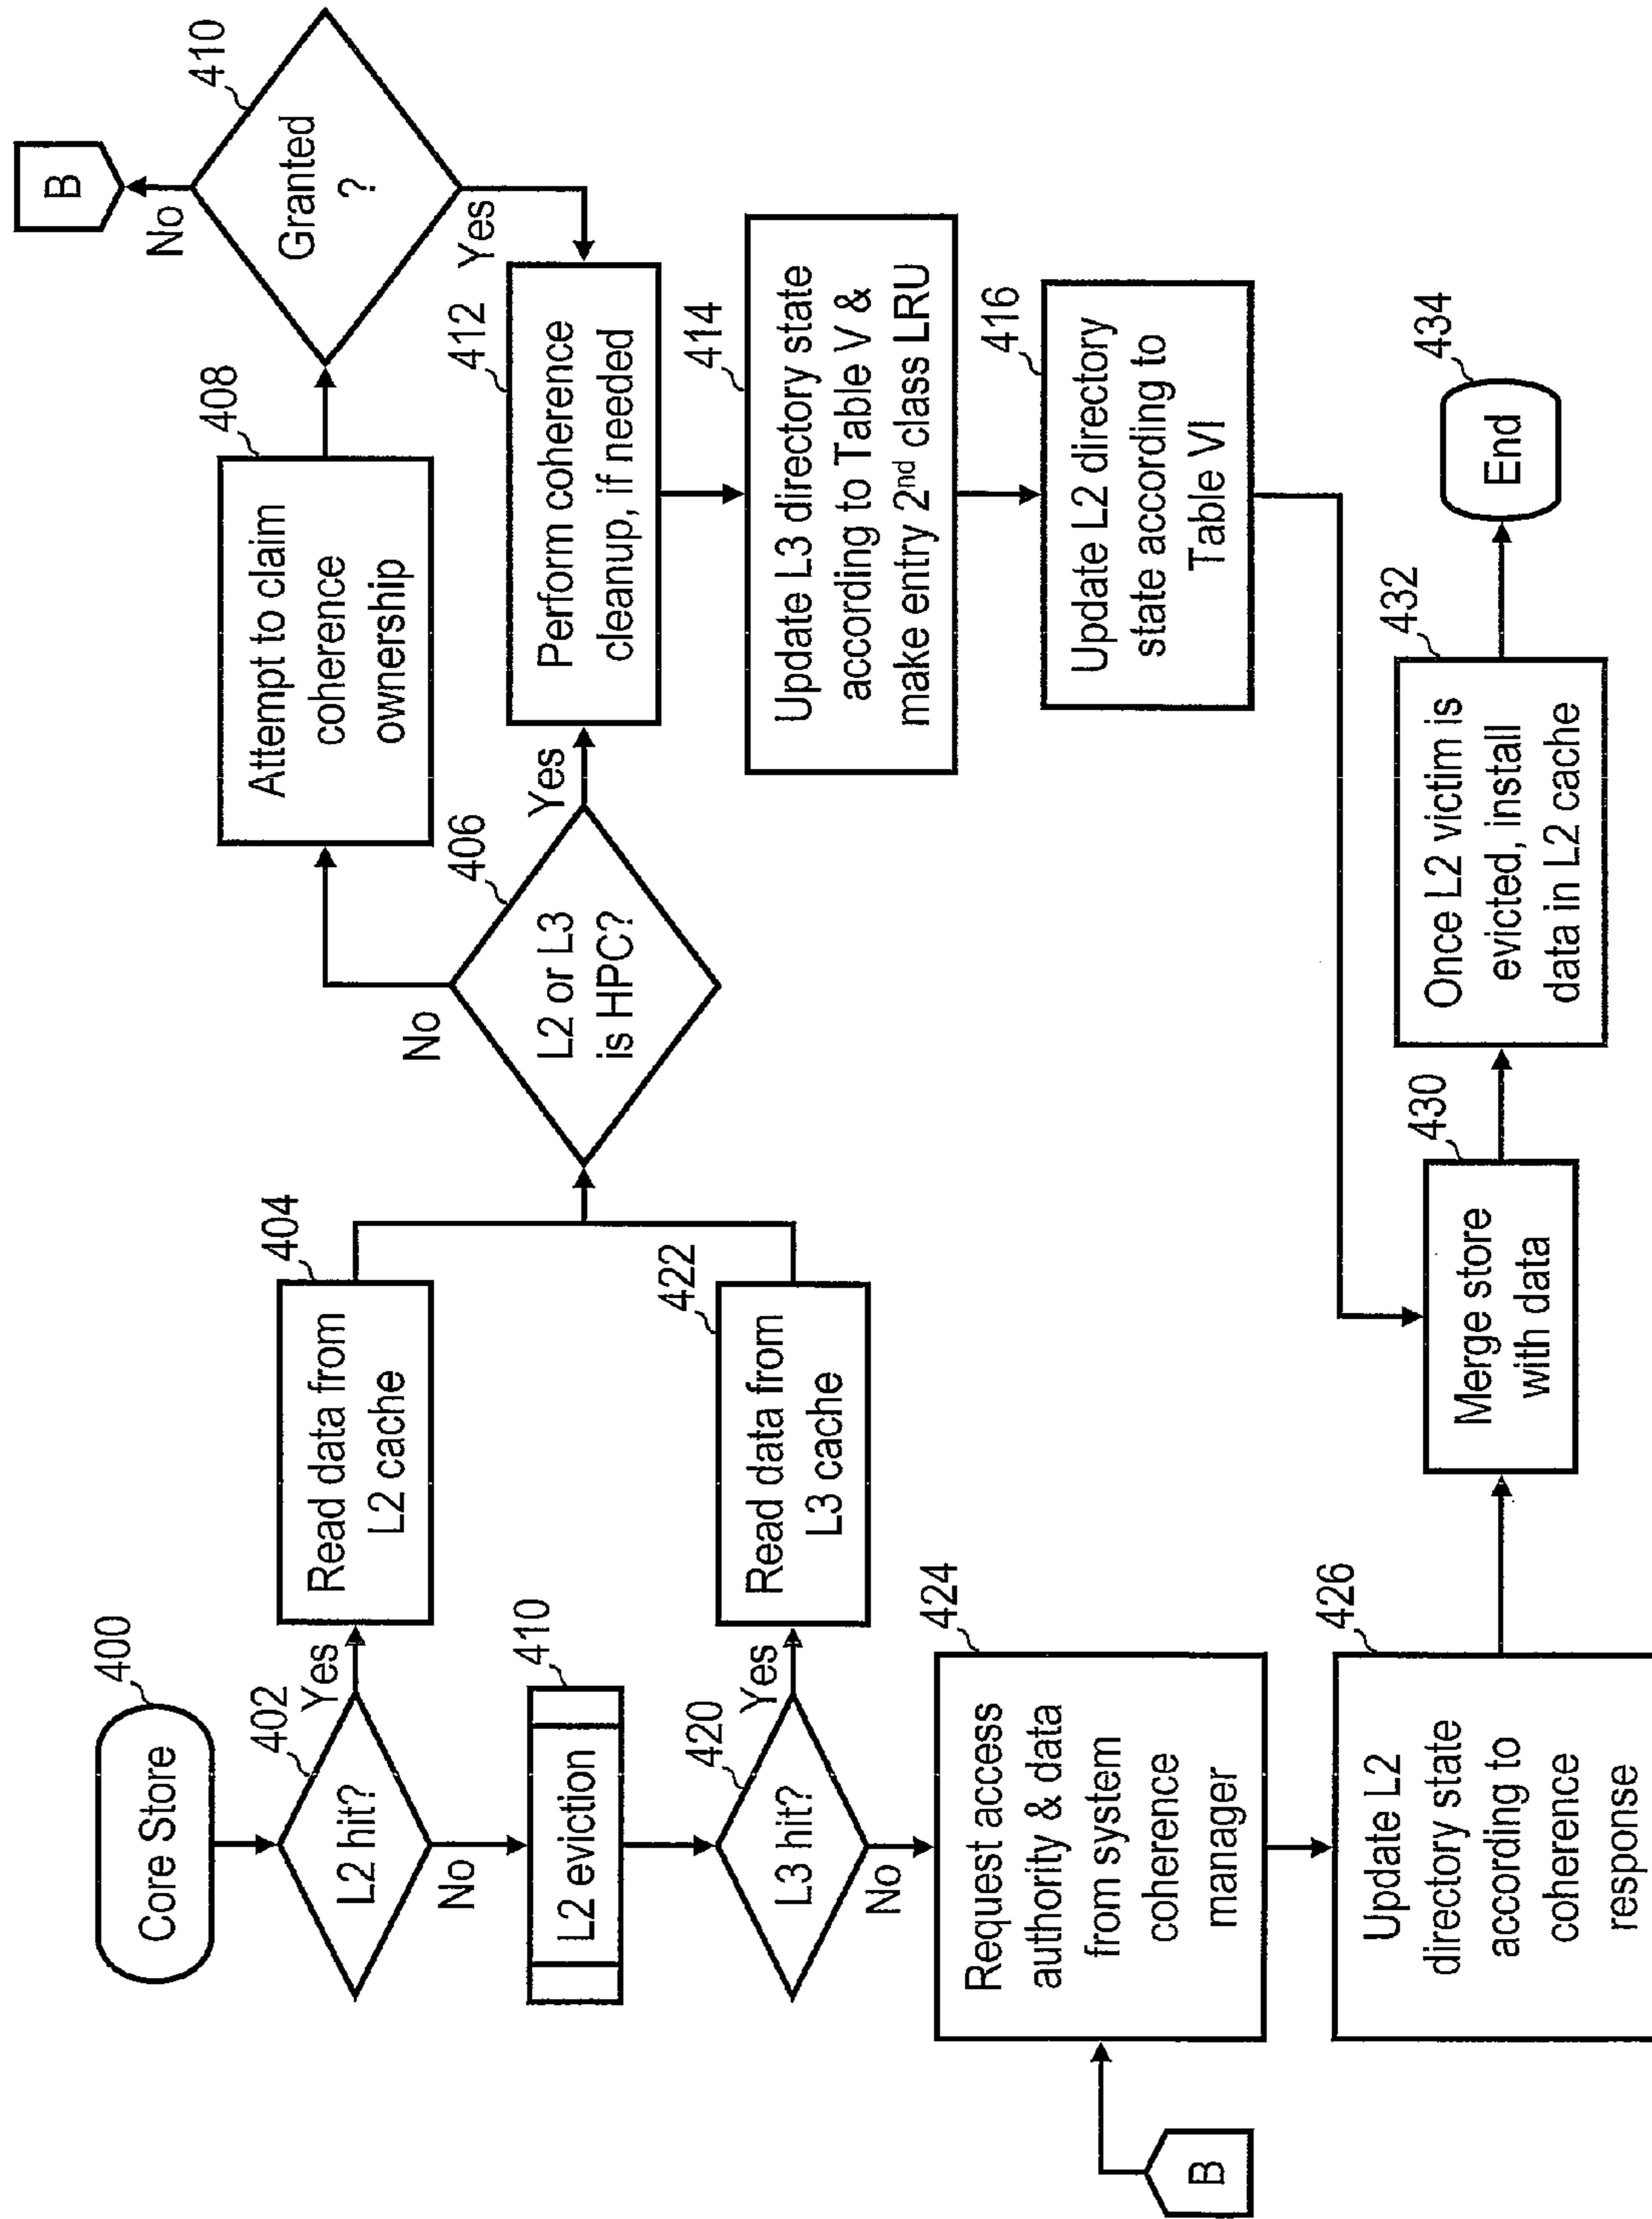 Core Store
400
L2 hit?
402
Yes
No
Read data from
L2 cache
404
L2 eviction
410
L3 hit?
420
Yes
No
Read data from
L3 cache
422
L2 or L3
is HPC?
406
No
Yes
Attempt to claim
coherence
ownership
408
Granted
?
410
No
B
Yes
Perform coherence
cleanup, if needed
412
Update L3 directory state
according to Table V &
make entry 2nd class LRU
414
Update L2 directory
state according to
Table VI
416
B
Request access
authority & data
from system
coherence
manager
424
Update L2
directory state
according to
coherence
response
426
Merge store
with data
430
Once L2 victim is
evicted, install
data in L2 cache
432
End
434